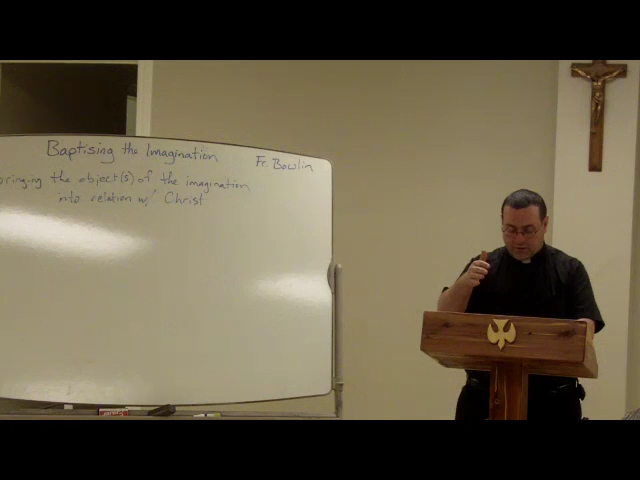 Baptising the Imagination
Fr. Bowlin
bringing the object(s) of the imagination
into relation w/ Christ